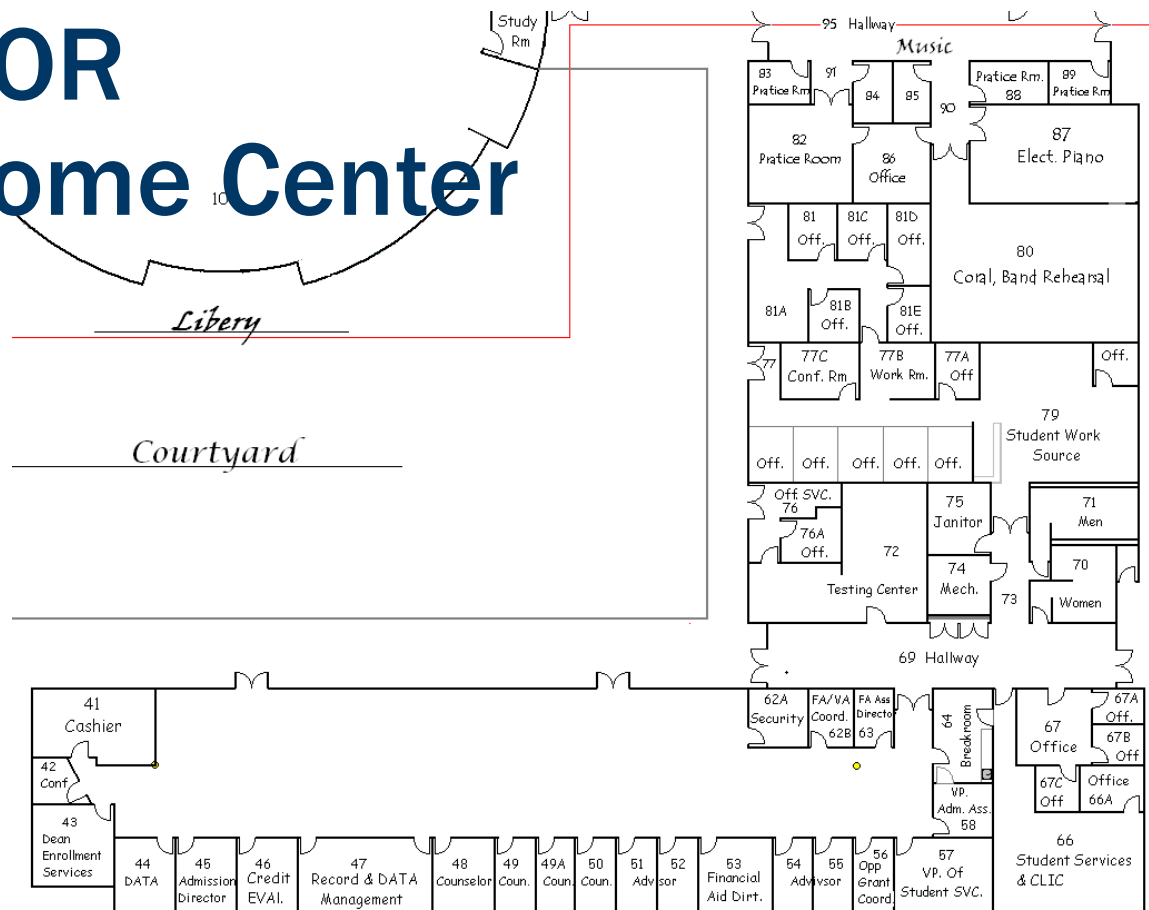 OR
ome Center
Study
Rm
95 Hallway
Music
83
Pratice Rm
91
84
85
90
Pratice Rm.
88
89
Pratice Rm
82
Pratice Room
86
Office
87
Elect. Piano
10
81
Off.
81C
Off.
81D
Off.
80
Coral, Band Rehearsal
81A
81B
Off.
81E
Off.
Libery
77
77C
Conf. Rm
77B
Work Rm.
77A
Off
Off.
79
Student Work
Source
Courtyard
Off.
Off.
Off.
Off.
Off.
Off SVC.
76
76A
Off.
72
Testing Center
75
Janitor
71
Men
74
Mech.
73
70
Women
69 Hallway
41
Cashier
62A
Security
FA/VA
Coord.
62B
FA Ass
Director
63
64
Breakroom
67
Office
67A
Off.
67B
Off
42
Conf
67C
Off
Office
66A
VP.
Adm. Ass.
58
43
Dean
Enrollment
Services
44
DATA
45
Admission
Director
46
Credit
EVAl.
47
Record & DATA
Management
48
Counselor
49
Coun.
49A
Coun.
50
Coun.
51
52
Advisor
53
Financial
Aid Dirt.
54
55
Advivsor
56
Opp
Grant
Coord.
57
VP. Of
Student SVC.
66
Student Services
& CLIC